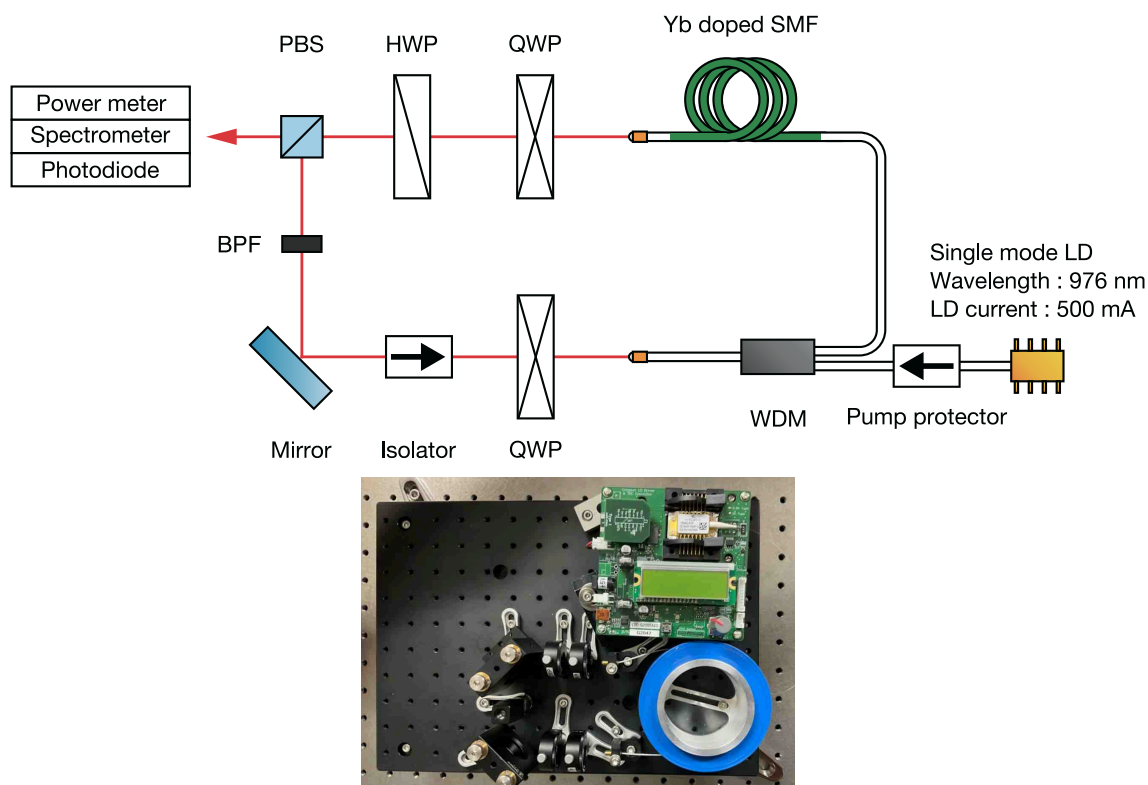 PBS
HWP
QWP
Yb doped SMF
Power meter
Spectrometer
Photodiode
BPF
Single mode LD
Wavelength : 976 nm
LD current : 500 mA
WDM
Pump protector
Mirror
Isolator
QWP